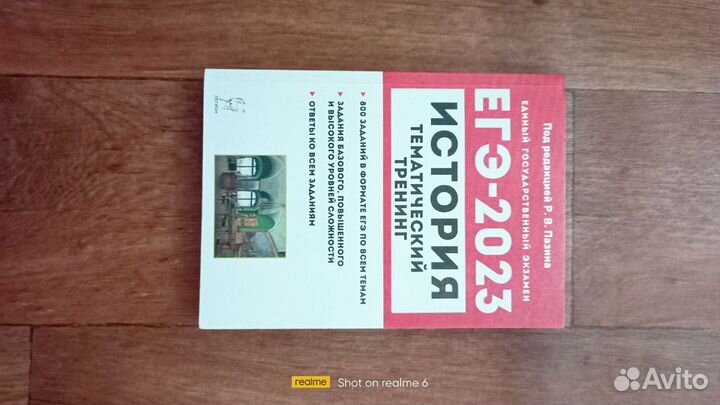 Под редакцией Р. В. Пазина
ЕДИНЫЙ ГОСУДАРСТВЕННЫЙ ЭКЗАМЕН
ЕГЭ-2023
ИСТОРИЯ
ТЕМАТИЧЕСКИЙ
ТРЕНИНГ
800 ЗАДАНИЙ В ФОРМАТЕ ЕГЭ ПО ВСЕМ ТЕМАМ
ЗАДАНИЯ БАЗОВОГО, ПОВЫШЕННОГО
И ВЫСОКОГО УРОВНЕЙ СЛОЖНОСТИ
ОТВЕТЫ КО ВСЕМ ЗАДАНИЯМ
ЛЕГИОН
realme Shot on realme 6
Avito